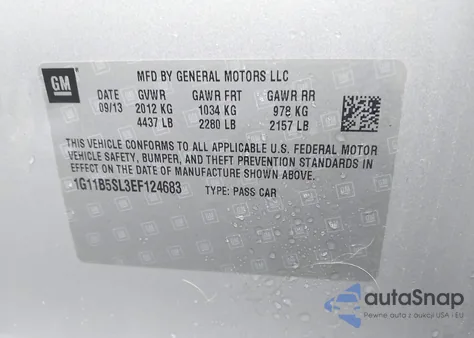 GM
MFD BY GENERAL MOTORS LLC
DATE GVWR GAWR FRT GAWR RR
09/13 2012 KG 1034 KG 978 KG
4437 LB 2280 LB 2157 LB
THIS VEHICLE CONFORMS TO ALL APPLICABLE U.S. FEDERAL MOTOR
VEHICLE SAFETY, BUMPER, AND THEFT PREVENTION STANDARDS IN
EFFECT ON THE DATE OF MANUFACTURE SHOWN ABOVE.
1G11B5SL3EF124683 TYPE: PASS CAR
autaSnap
Pewne auta z aukcji USA i EU